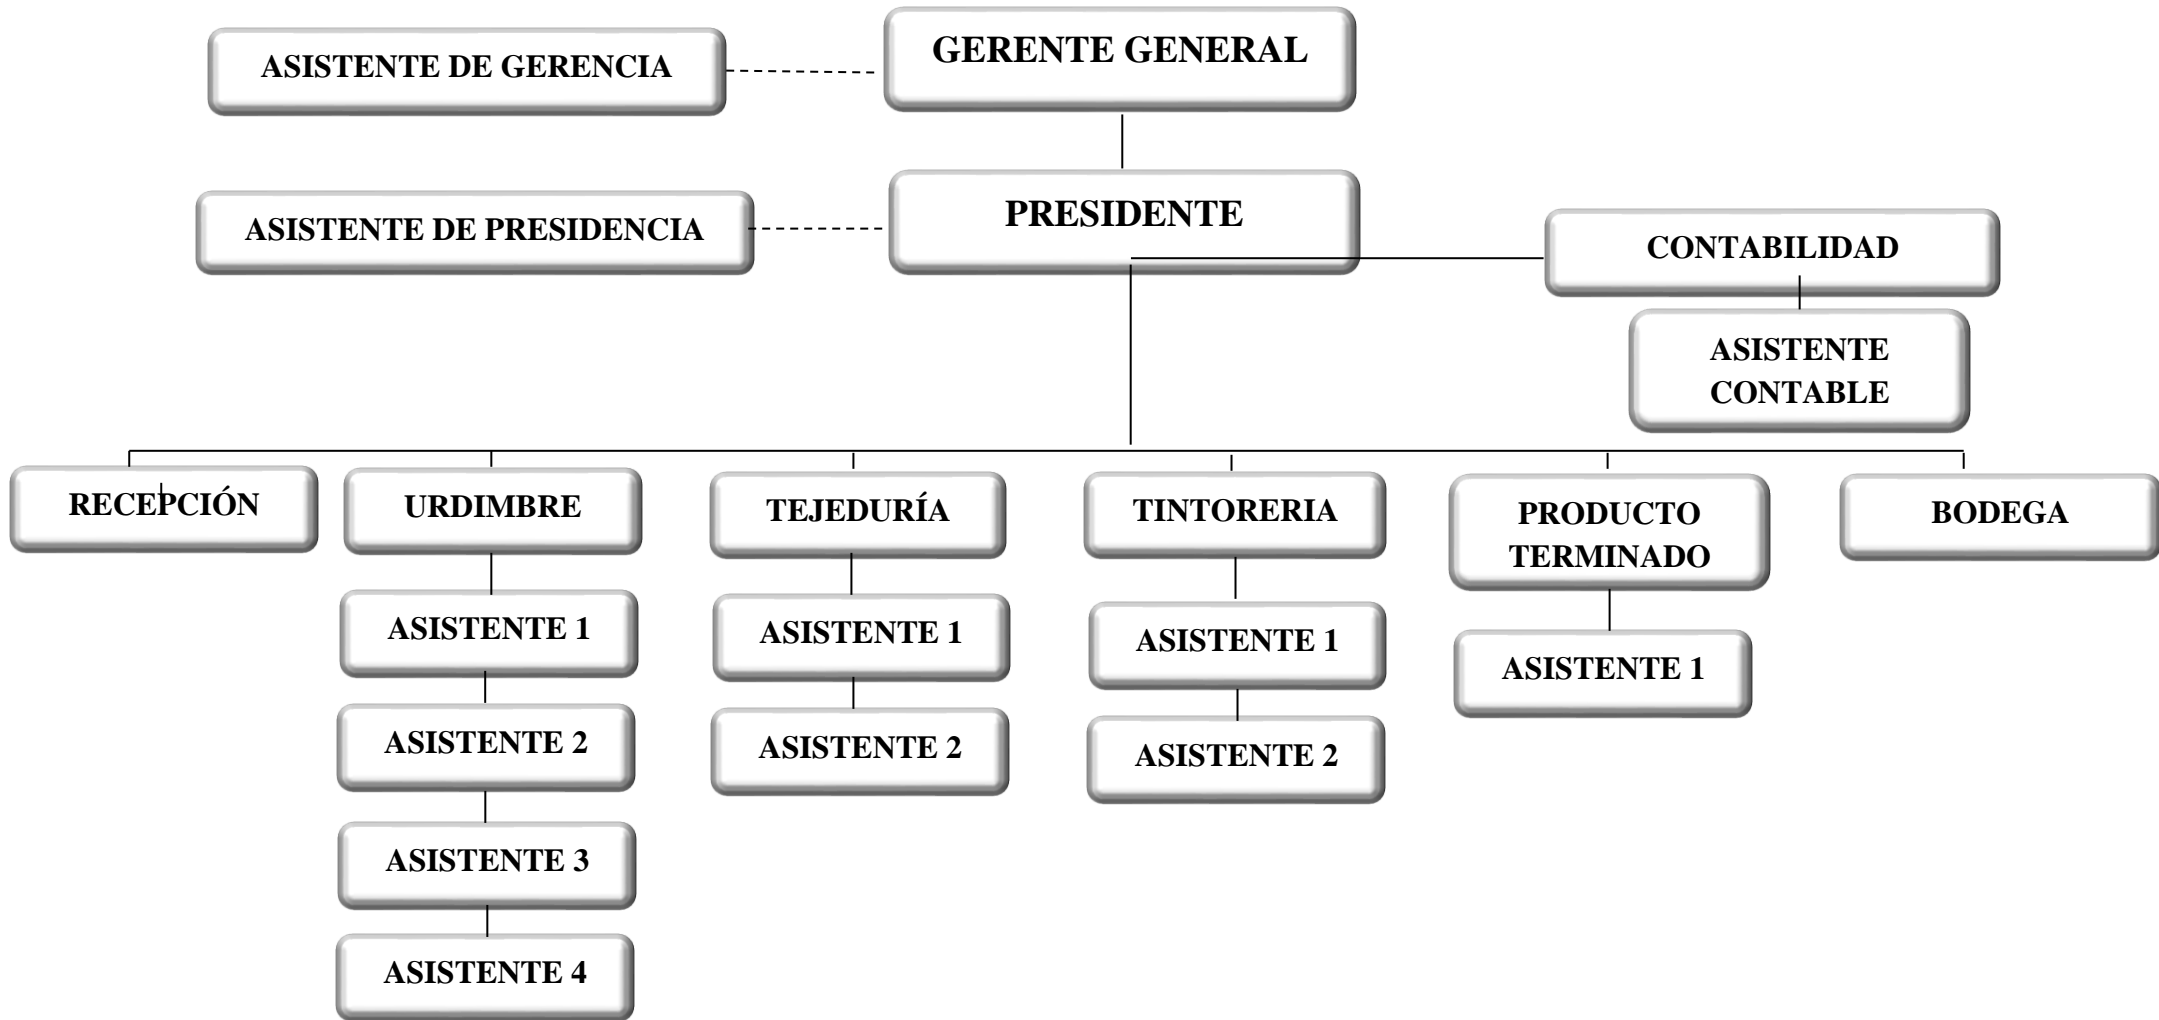 GERENTE GENERAL
ASISTENTE DE GERENCIA
PRESIDENTE
ASISTENTE DE PRESIDENCIA
CONTABILIDAD
ASISTENTE
CONTABLE
RECEPCIÓN
URDIMBRE
TEJEDURÍA
TINTORERIA
PRODUCTO
TERMINADO
BODEGA
ASISTENTE 1
ASISTENTE 1
ASISTENTE 1
ASISTENTE 1
ASISTENTE 2
ASISTENTE 2
ASISTENTE 2
ASISTENTE 3
ASISTENTE 4